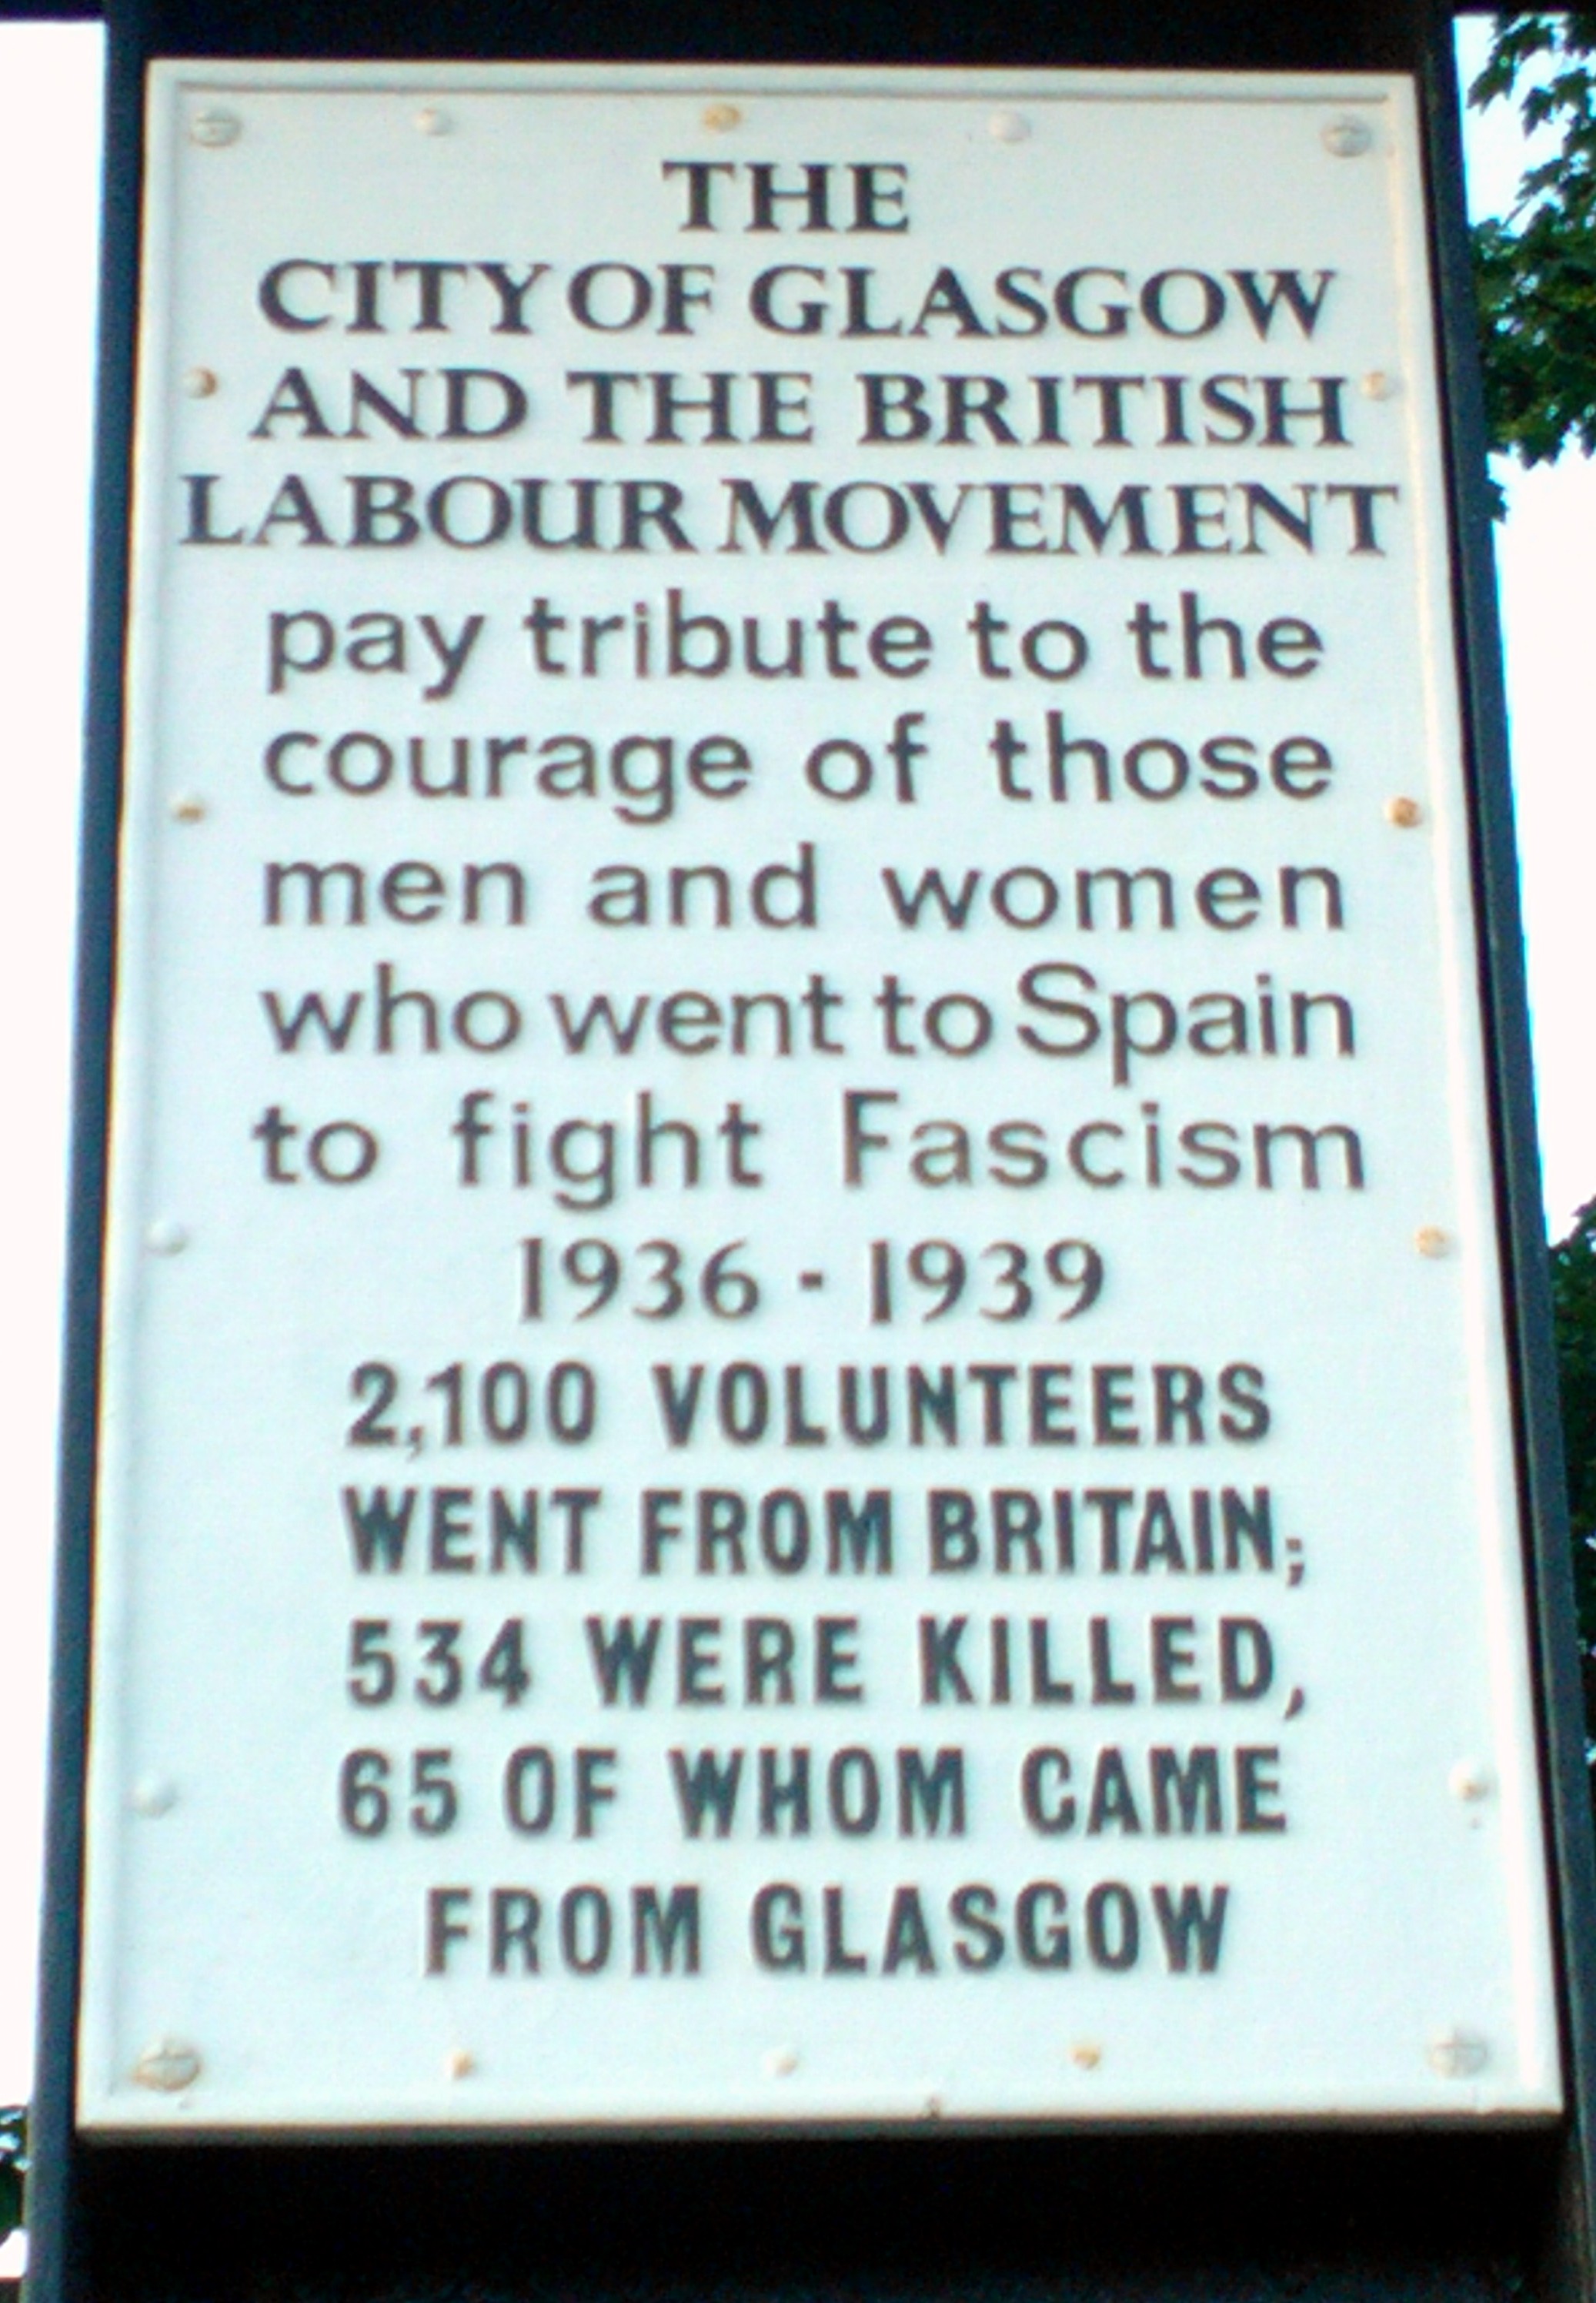 THE
CITY OF GLASGOW
AND THE BRITISH
LABOUR MOVEMENT
pay tribute to the
courage of those
men and women
who went to Spain
to fight Fascism
1936 - 1939
2,100 VOLUNTEERS
WENT FROM BRITAIN;
534 WERE KILLED,
65 OF WHOM CAME
FROM GLASGOW